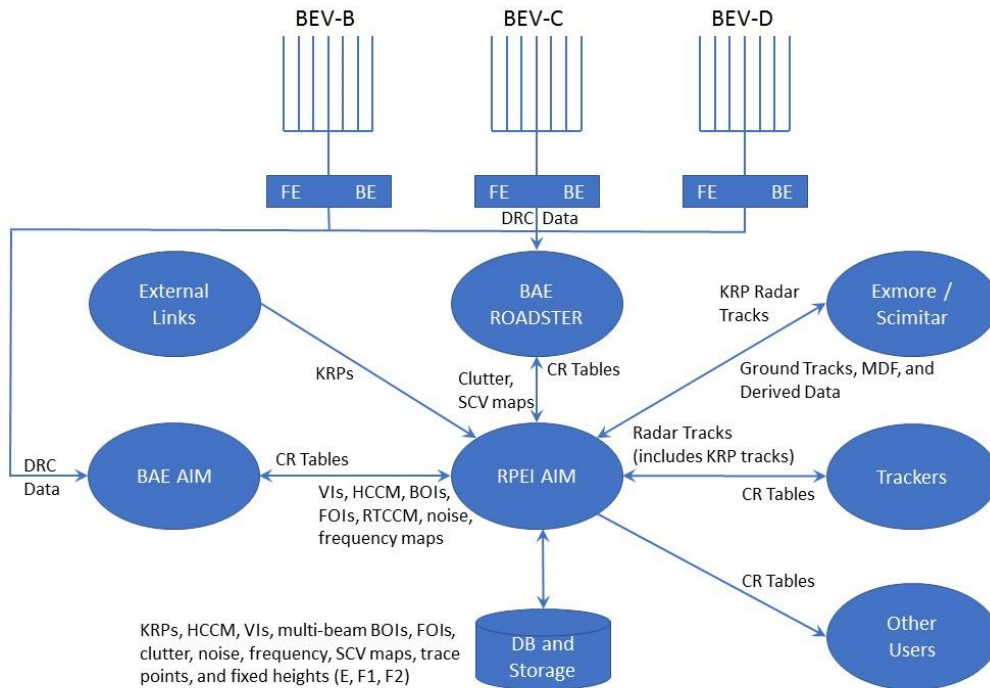 BEV-B
BEV-C
BEV-D
FE BE
FE BE
FE BE
DRC Data
External
Links
BAE
ROADSTER
KRP Radar
Tracks
Exmore /
Scimitar
KRPs
Clutter,
SCV maps
CR Tables
Ground Tracks, MDF, and
Derived Data
DRC
Data
BAE AIM
CR Tables
VIs, HCCM, BOIs,
FOIs, RTCCM, noise,
frequency maps
RPEI AIM
Radar Tracks
(includes KRP tracks)
CR Tables
Trackers
CR Tables
Other
Users
KRPs, HCCM, VIs, multi-beam BOIs, FOIs,
clutter, noise, frequency, SCV maps, trace
points, and fixed heights (E, F1, F2)
DB and
Storage